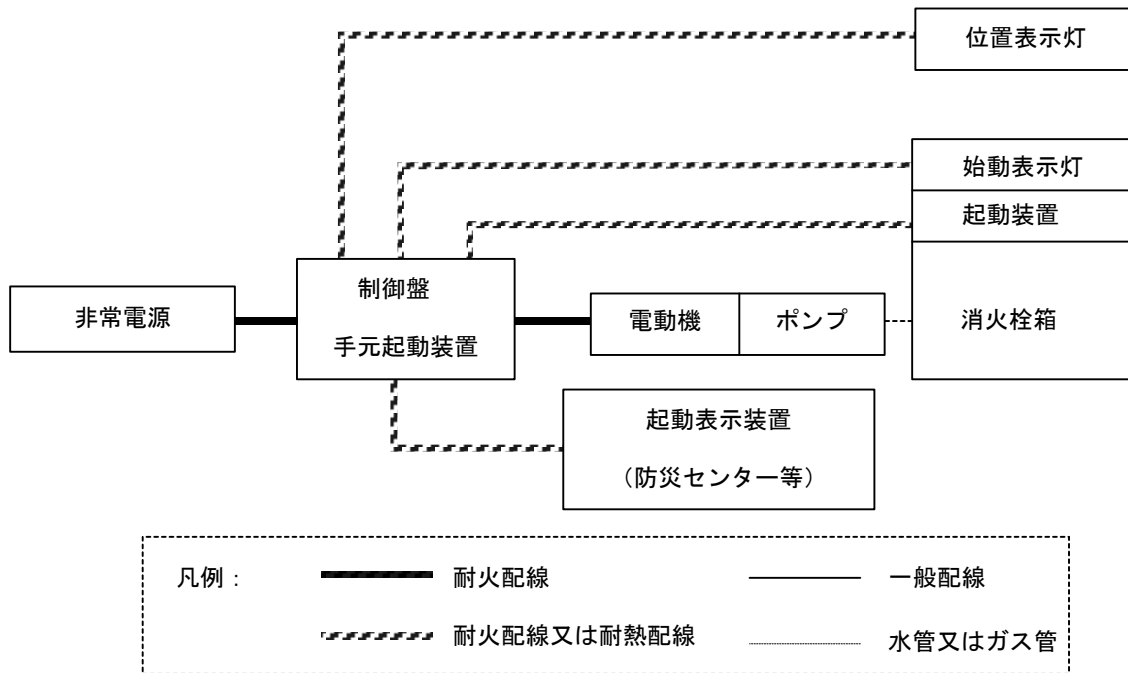 位置表示灯
始動表示灯
起動装置
消火栓箱
非常電源
制御盤
手元起動装置
電動機
ポンプ
起動表示装置
（防災センター等）
凡例：
耐火配線
一般配線
耐火配線又は耐熱配線
水管又はガス管